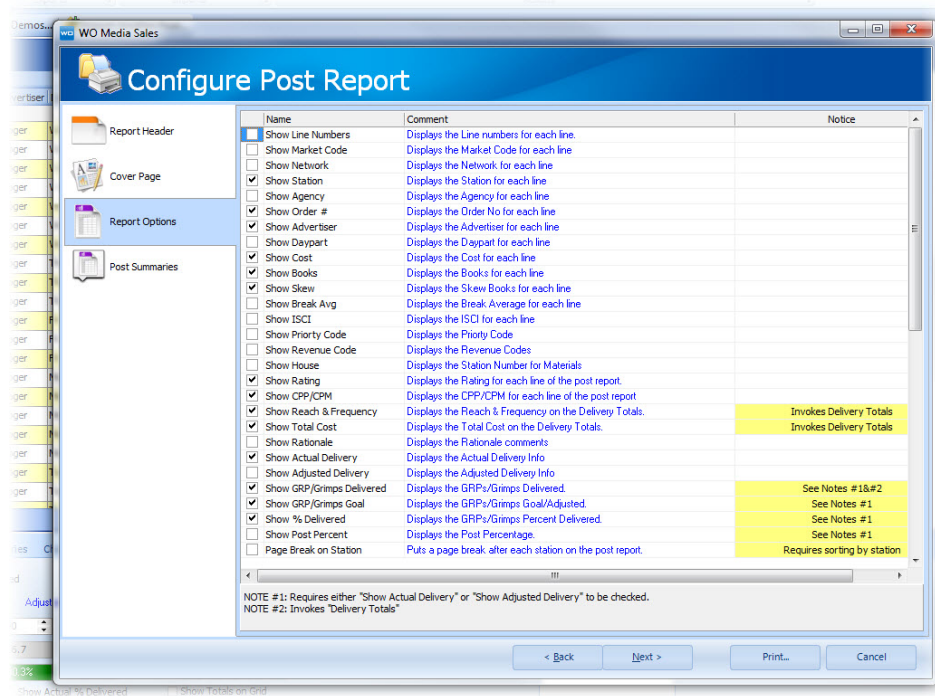 Demos...
WO Media Sales
Configure Post Report
Report Header
Cover Page
Report Options
Post Summaries
Name Comment Notice
Show Line Numbers Displays the Line numbers for each line.
Show Market Code Displays the Market Code for each line
Show Network Displays the Network for each line
Show Station Displays the Station for each line
Show Agency Displays the Agency for each line
Show Order # Displays the Order No for each line
Show Advertiser Displays the Advertiser for each line
Show Daypart Displays the Daypart for each line
Show Cost Displays the Cost for each line
Show Books Displays the Books for each line
Show Skew Displays the Skew Books for each line
Show Break Avg Displays the Break Average for each line
Show ISCI Displays the ISCI for each line
Show Priorty Code Displays the Priorty Code
Show Revenue Code Displays the Revenue Codes
Show House Displays the Station Number for Materials
Show Rating Displays the Rating for each line of the post report.
Show CPP/CPM Displays the CPP/CPM for each line of the post report
Show Reach & Frequency Displays the Reach & Frequency on the Delivery Totals. Invokes Delivery Totals
Show Total Cost Displays the Total Cost on the Delivery Totals. Invokes Delivery Totals
Show Rationale Displays the Rationale comments
Show Actual Delivery Displays the Actual Delivery Info
Show Adjusted Delivery Displays the Adjusted Delivery Info
Show GRP/Grimps Delivered Displays the GRPs/Grimps Delivered. See Notes #1&#2
Show GRP/Grimps Goal Displays the GRPs/Grimps Goal/Adjusted. See Notes #1
Show % Delivered Displays the GRPs/Grimps Percent Delivered. See Notes #1
Show Post Percent Displays the Post Percentage. See Notes #1
Page Break on Station Puts a page break after each station on the post report. Requires sorting by station
NOTE #1: Requires either "Show Actual Delivery" or "Show Adjusted Delivery" to be checked.
NOTE #2: Invokes "Delivery Totals"
< Back Next > Print... Cancel
Show Actual % Delivered Show Totals on Grid